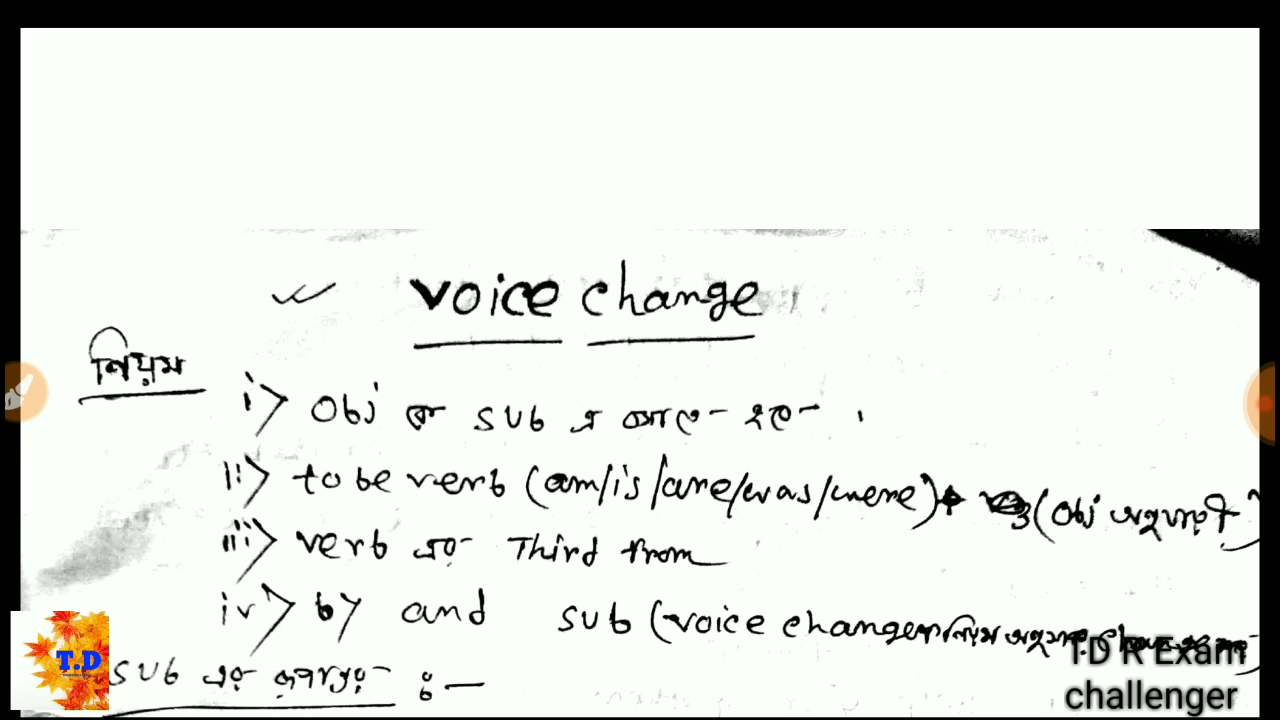 voice change
নিয়ম
i> Obj কে sub এ আনতে হবে ।
ii> to be verb (am/is/are/was/were) (Obj অনুসারে)
iii> verb এর Third from
iv> by and sub (voice change নিয়ম অনুসারে
sub এর :—
T.D
TD R Exam
challenger